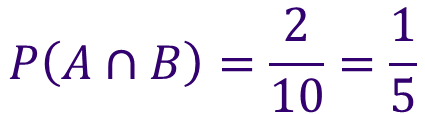 P(A ∩ B) = 2/10 = 1/5